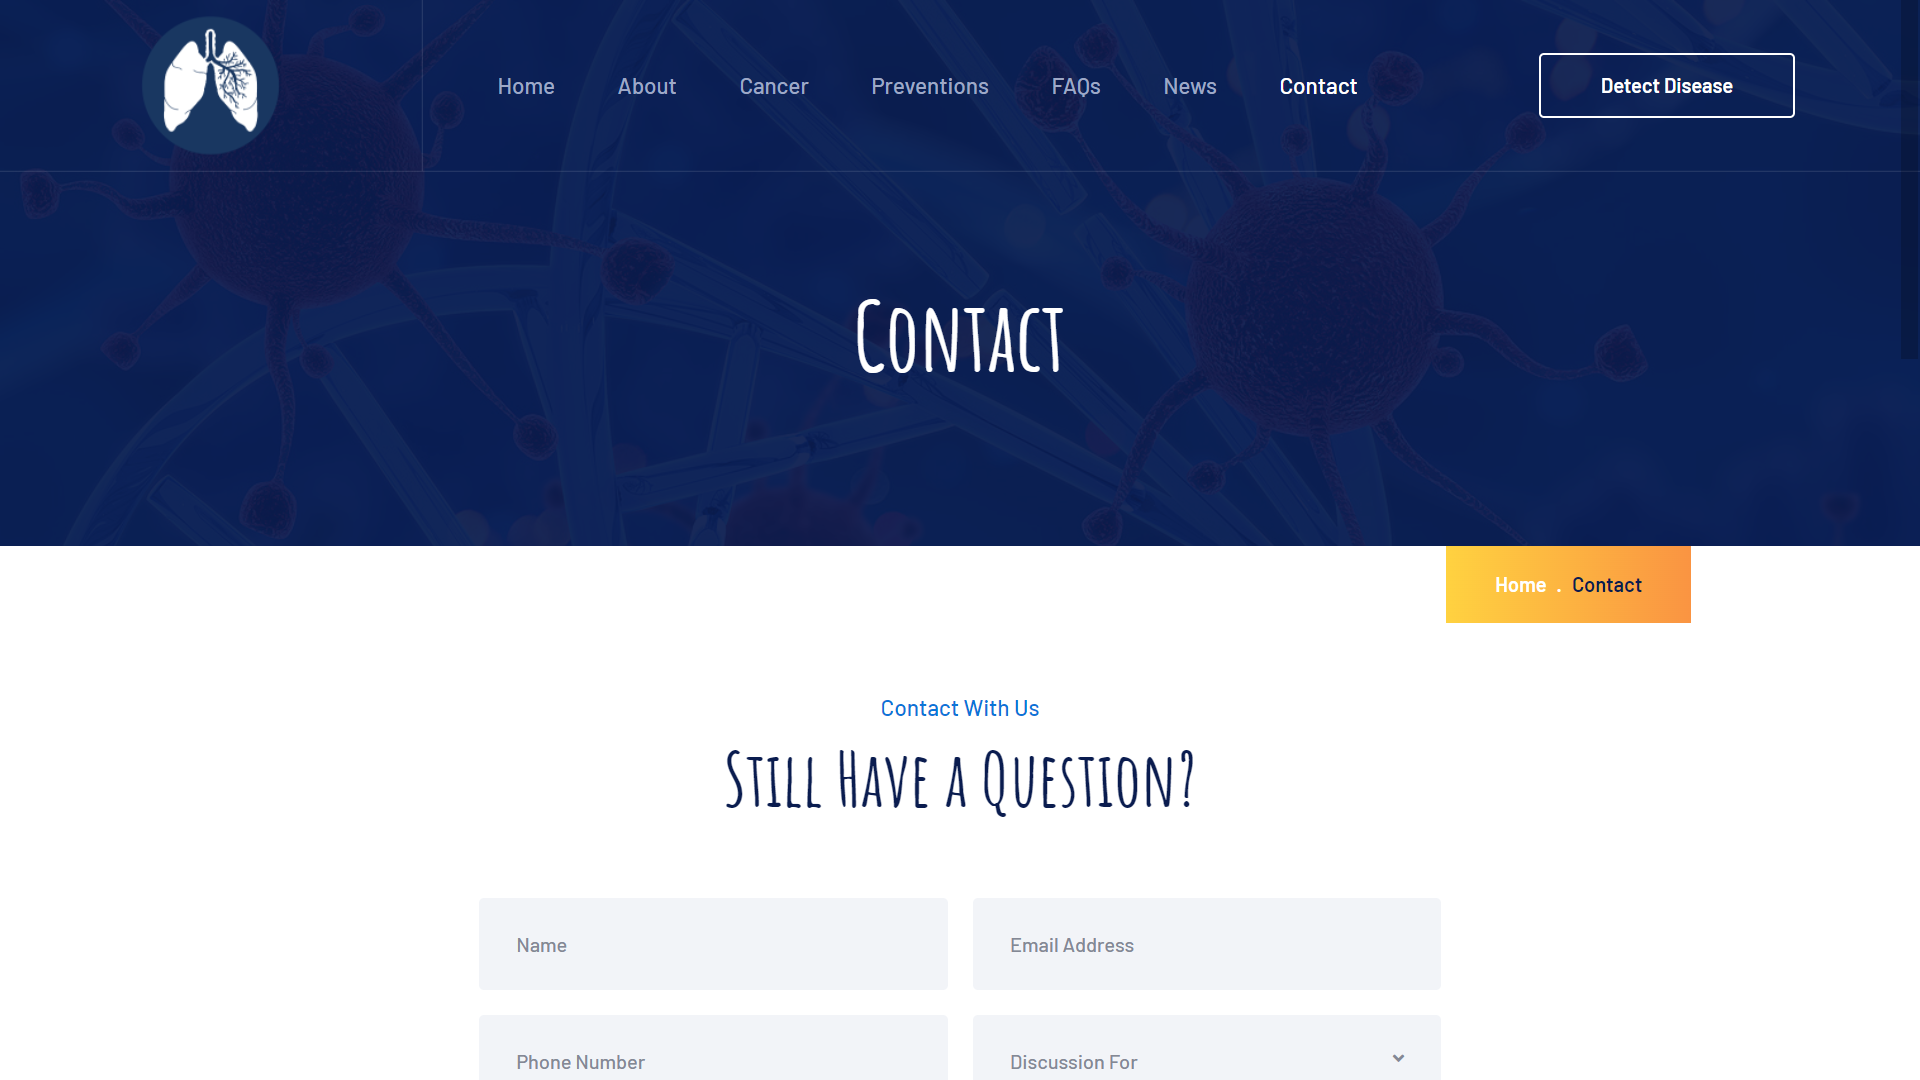 Home About Cancer Preventions FAQs News Contact Detect Disease
Contact
Home . Contact
Contact With Us
Still Have a Question?
Name Email Address
Phone Number Discussion For